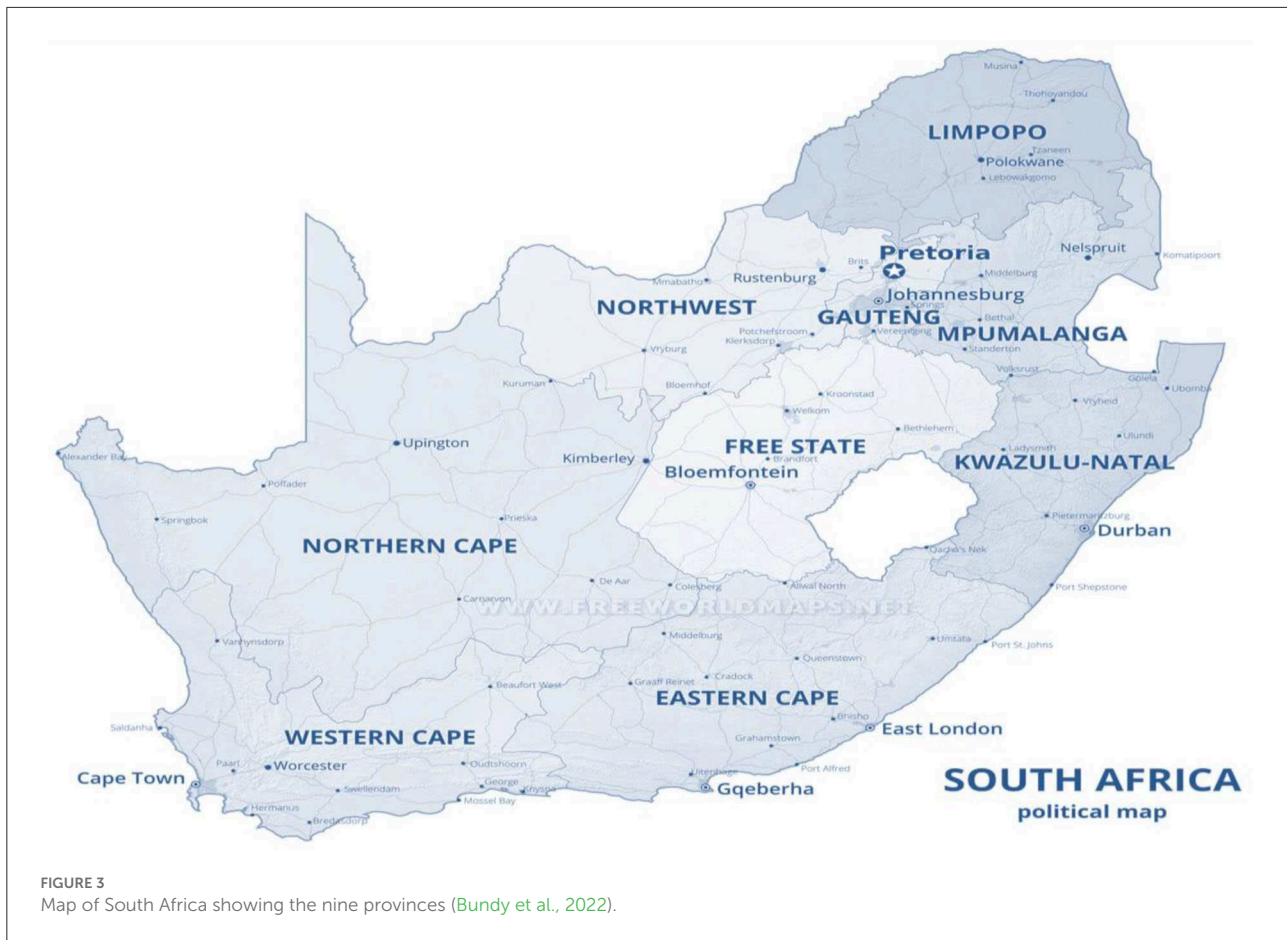 Musina
Thohoyandou
LIMPOPO
Tzaneen
Polokwane
Lebowakgomo
Pretoria
Nelspruit
Komatipoort
Brits
Rustenburg
Middelburg
Mmabatho
Johannesburg
Springs
NORTHWEST
GAUTENG
Bethal
Potchefstroom
Vereeniging
MPUMALANGA
Klerksdorp
Standerton
Vryburg
Volksrust
Golela
Kuruman
Bloemhof
Ubombo
Kroonstad
Vryheid
Welkom
Bethlehem
Ulundi
Upington
FREE STATE
Ladysmith
Alexander Bay
Kimberley
Brandfort
KWAZULU-NATAL
Bloemfontein
Poffader
Springbok
Prieska
Pietermaritzburg
Durban
NORTHERN CAPE
Qacha's Nek
De Aar
Colesberg
Aliwal North
Port Shepstone
Carnarvon
WWW.FREEWORLDMAPS.NET
Vanhynsdorp
Middelburg
Umtata
Port St. Johns
Queenstown
Beaufort West
Graaff Reinet
Cradock
EASTERN CAPE
Bhisho
Saldanha
East London
WESTERN CAPE
Grahamstown
Paarl
Worcester
Oudtshoorn
Port Alfred
Cape Town
Uitenhage
SOUTH AFRICA
political map
Swellendam
George
Knysna
Gqeberha
Mossel Bay
Hermanus
Bredasdorp
FIGURE 3
Map of South Africa showing the nine provinces (Bundy et al., 2022).